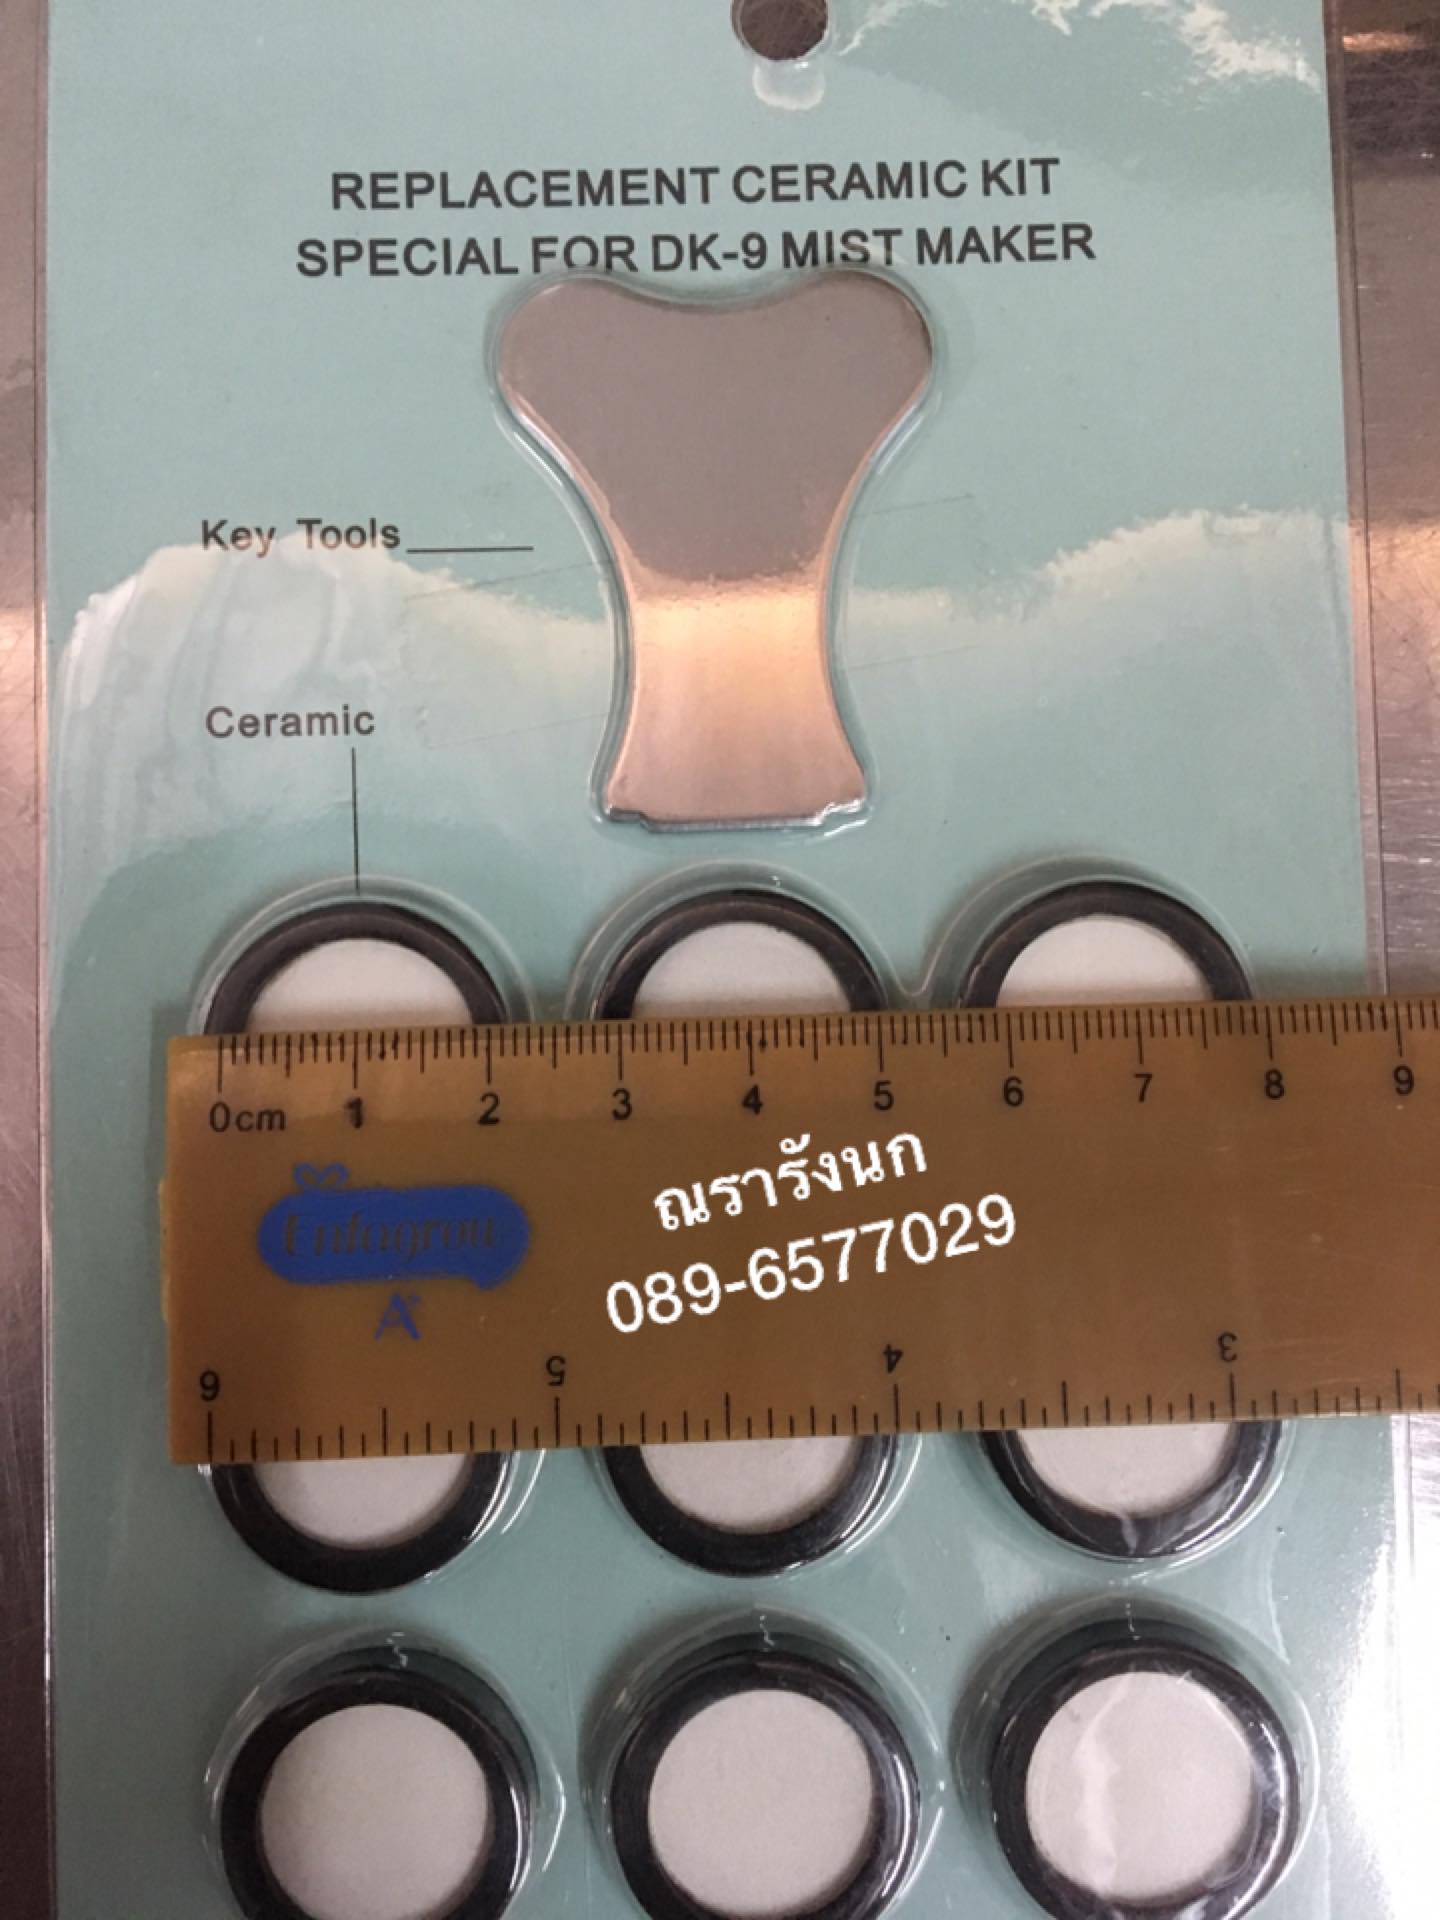 REPLACEMENT CERAMIC KIT
SPECIAL FOR DK-9 MIST MAKER
Key Tools
Ceramic
0cm 1 2 3 4 5 6 7 8 9
ณรารังนก
089-6577029
Enfagrow
A+
6 5 4 3